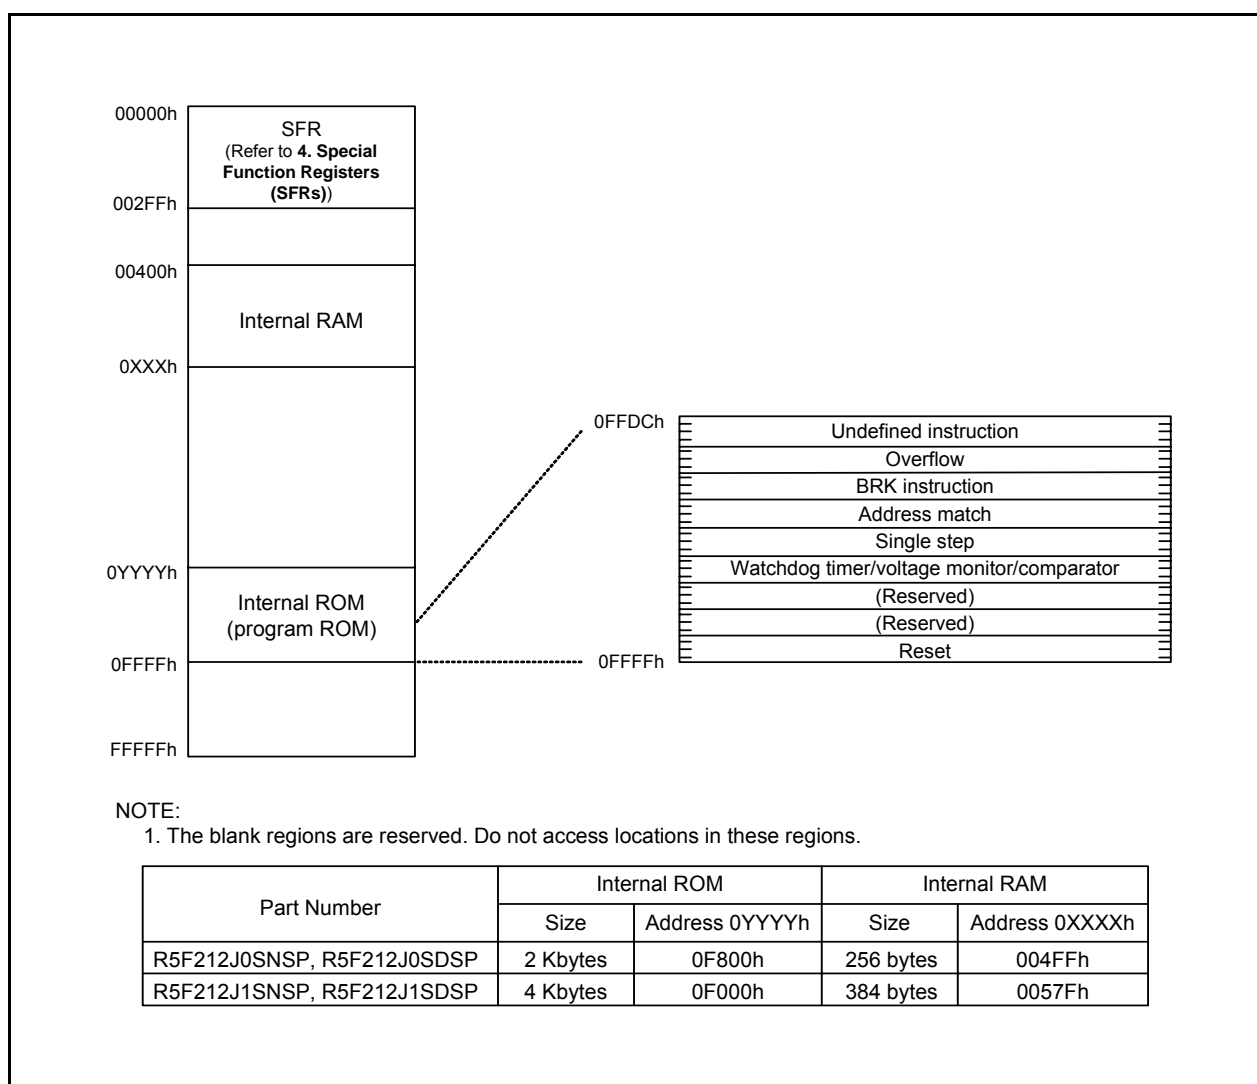 00000h
SFR
(Refer to 4. Special
Function Registers
(SFRs))
002FFh
00400h
Internal RAM
0XXXh
0YYYYh
Internal ROM
(program ROM)
0FFFFh
FFFFFh
0FFDCh
Undefined instruction
Overflow
BRK instruction
Address match
Single step
Watchdog timer/voltage monitor/comparator
(Reserved)
(Reserved)
Reset
0FFFFh
NOTE:
1. The blank regions are reserved. Do not access locations in these regions.
Part Number Internal ROM Internal RAM
Size Address 0YYYYh Size Address 0XXXXh
R5F212J0SNSP, R5F212J0SDSP 2 Kbytes 0F800h 256 bytes 004FFh
R5F212J1SNSP, R5F212J1SDSP 4 Kbytes 0F000h 384 bytes 0057Fh